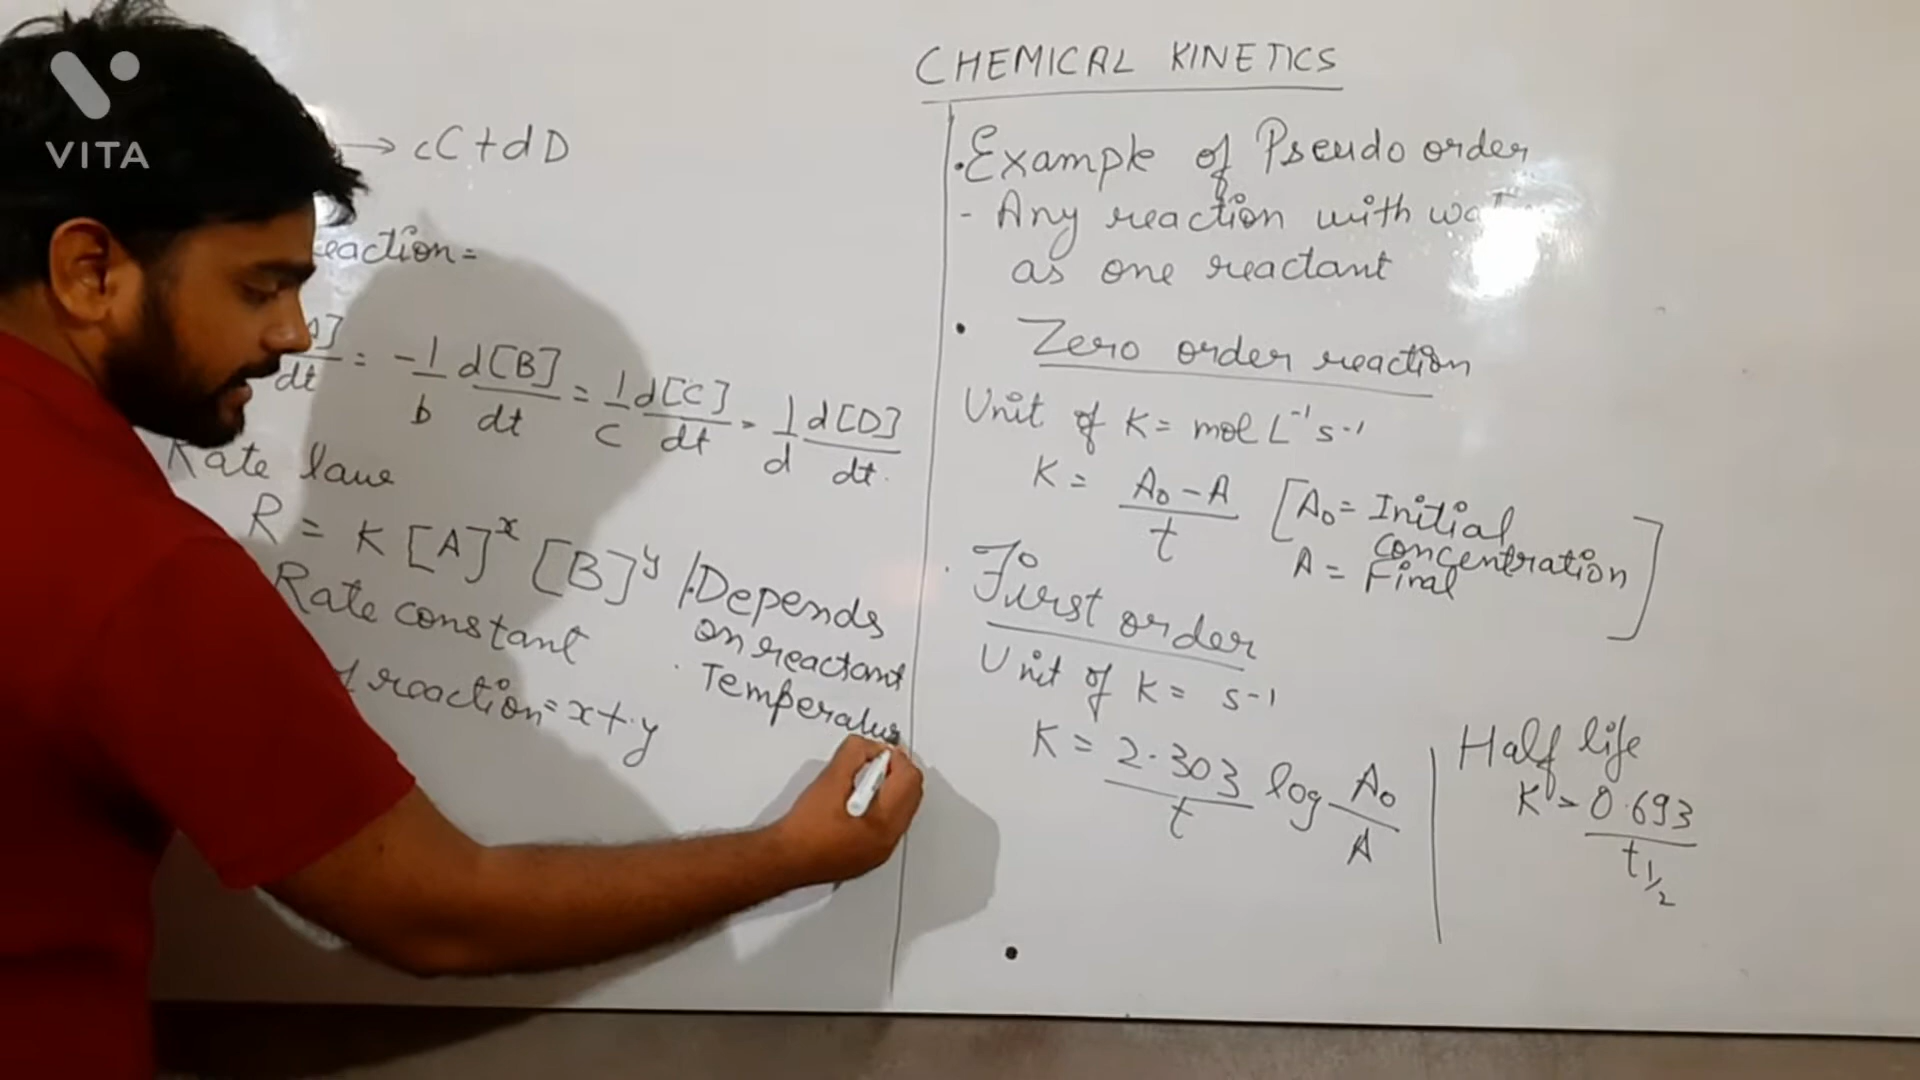 VITA
CHEMICAL KINETICS
→ cC + dD
eaction =
dt = -1/b d[B]/dt = 1/c d[C]/dt = 1/d d[D]/dt.
Rate law
R = K [A]^x [B]^y
Rate constant
reaction = x + y
Depends
on reactant
Temperature
. Example of Pseudo order
- Any reaction with
as one reactant
• Zero order reaction
Unit of K = mol L⁻¹ s⁻¹
K = A₀ - A / t [A₀ = Initial
concentration
A = Final]
. First order
Unit of K = s⁻¹
K = 2.303/t log A₀/A
Half life
K = 0.693 / t 1/2